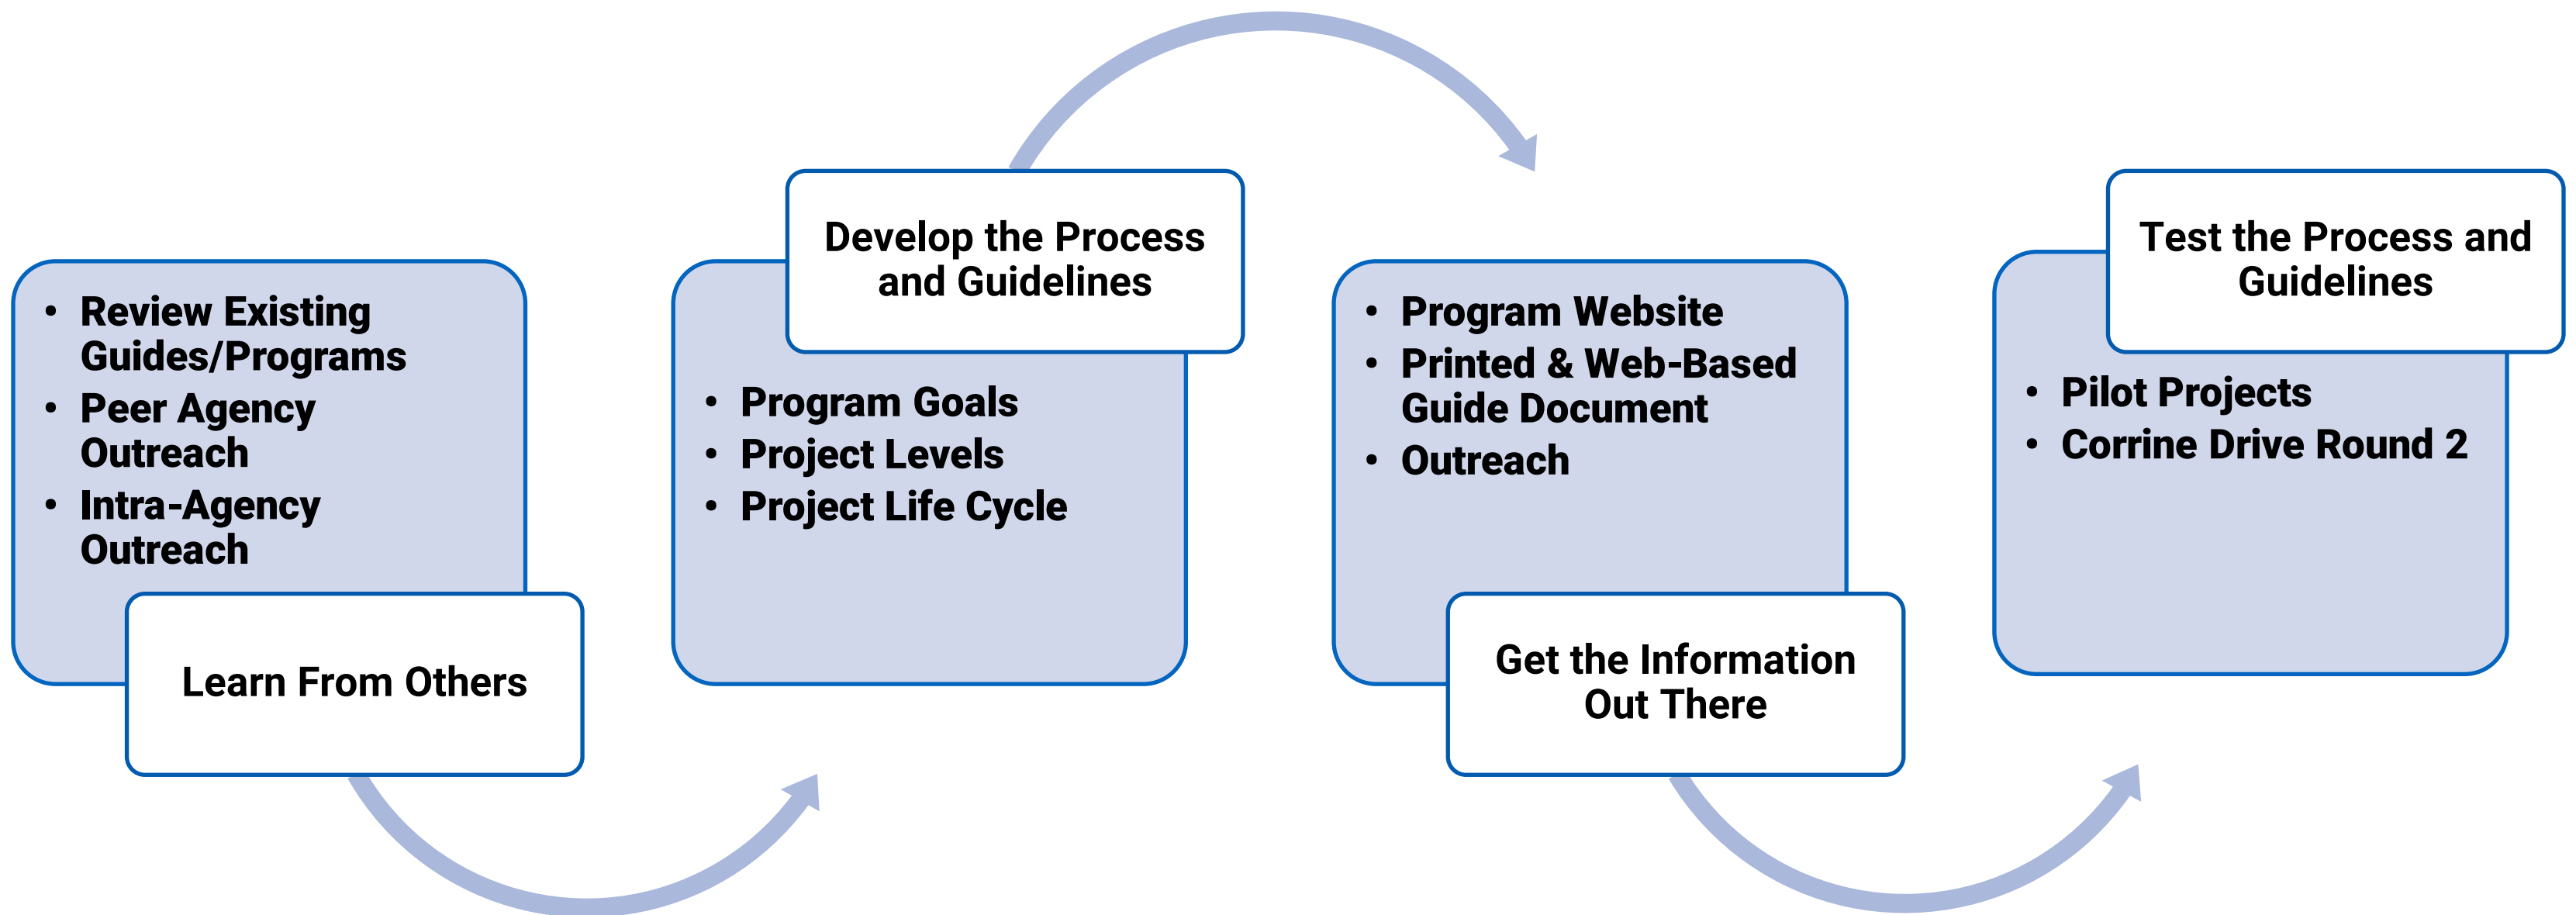 • Review Existing
Guides/Programs
• Peer Agency
Outreach
• Intra-Agency
Outreach
Learn From Others
Develop the Process
and Guidelines
• Program Goals
• Project Levels
• Project Life Cycle
• Program Website
• Printed & Web-Based
Guide Document
• Outreach
Get the Information
Out There
Test the Process and
Guidelines
• Pilot Projects
• Corrine Drive Round 2